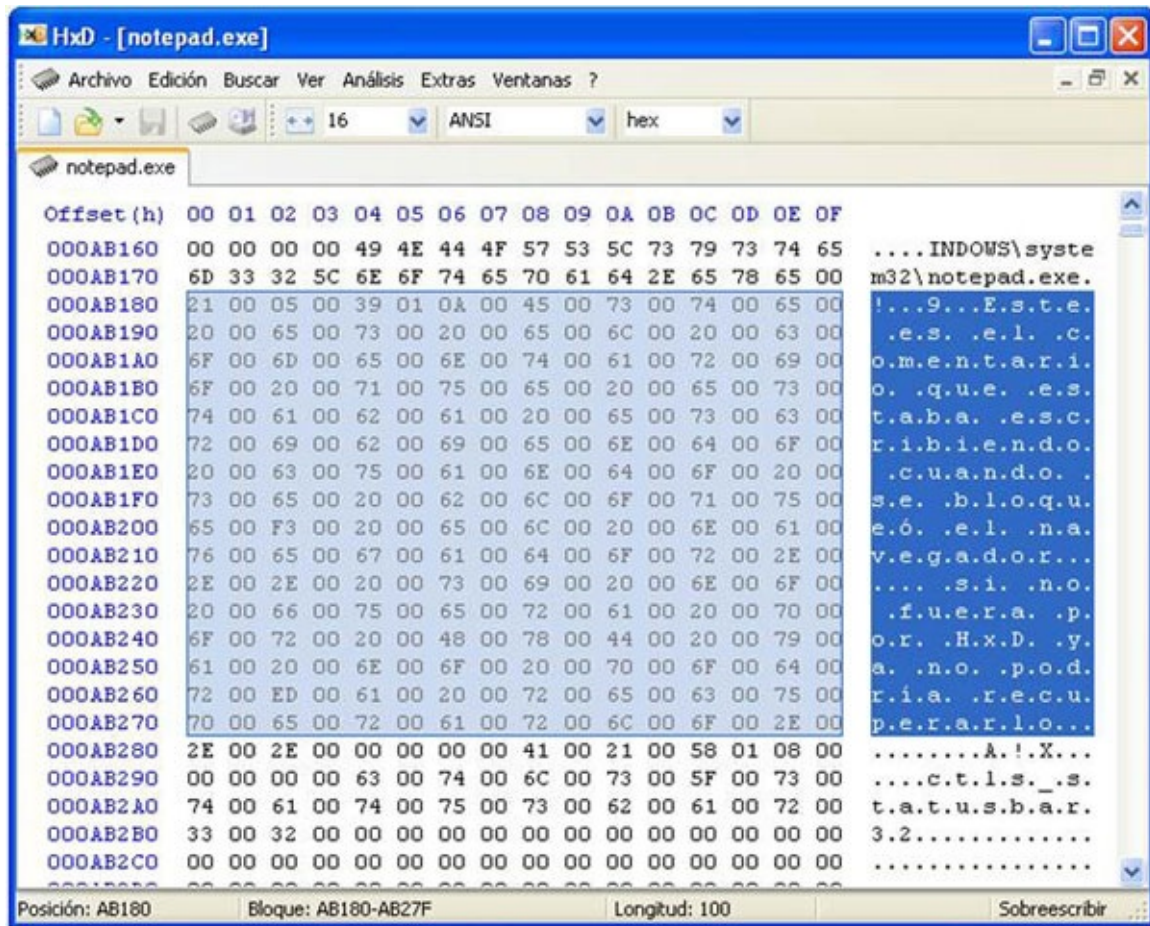 HxD - [notepad.exe]
Archivo Edición Buscar Ver Análisis Extras Ventanas ?
16 ANSI hex
notepad.exe
Offset(h) 00 01 02 03 04 05 06 07 08 09 0A 0B 0C 0D 0E 0F
000AB160 00 00 00 00 49 4E 44 4F 57 53 5C 73 79 73 74 65 ....INDOWS\syste
000AB170 6D 33 32 5C 6E 6F 74 65 70 61 64 2E 65 78 65 00 m32\notepad.exe.
000AB180 21 00 05 00 39 01 0A 00 45 00 73 00 74 00 65 00 !...9...E.s.t.e.
000AB190 20 00 65 00 73 00 20 00 65 00 6C 00 20 00 63 00  .e.s. .e.l. .c.
000AB1A0 6F 00 6D 00 65 00 6E 00 74 00 61 00 72 00 69 00 o.m.e.n.t.a.r.i.
000AB1B0 6F 00 20 00 71 00 75 00 65 00 20 00 65 00 73 00 o. .q.u.e. .e.s.
000AB1C0 74 00 61 00 62 00 61 00 20 00 65 00 73 00 63 00 t.a.b.a. .e.s.c.
000AB1D0 72 00 69 00 62 00 69 00 65 00 6E 00 64 00 6F 00 r.i.b.i.e.n.d.o.
000AB1E0 20 00 63 00 75 00 61 00 6E 00 64 00 6F 00 20 00  .c.u.a.n.d.o. .
000AB1F0 73 00 65 00 20 00 62 00 6C 00 6F 00 71 00 75 00 s.e. .b.l.o.q.u.
000AB200 65 00 F3 00 20 00 65 00 6C 00 20 00 6E 00 61 00 e.ó. .e.l. .n.a.
000AB210 76 00 65 00 67 00 61 00 64 00 6F 00 72 00 2E 00 v.e.g.a.d.o.r...
000AB220 2E 00 2E 00 20 00 73 00 69 00 20 00 6E 00 6F 00 .... .s.i. .n.o.
000AB230 20 00 66 00 75 00 65 00 72 00 61 00 20 00 70 00  .f.u.e.r.a. .p.
000AB240 6F 00 72 00 20 00 48 00 78 00 44 00 20 00 79 00 o.r. .H.x.D. .y.
000AB250 61 00 20 00 6E 00 6F 00 20 00 70 00 6F 00 64 00 a. .n.o. .p.o.d.
000AB260 72 00 ED 00 61 00 20 00 72 00 65 00 63 00 75 00 r.í.a. .r.e.c.u.
000AB270 70 00 65 00 72 00 61 00 72 00 6C 00 6F 00 2E 00 p.e.r.a.r.l.o...
000AB280 2E 00 2E 00 00 00 00 00 41 00 21 00 58 01 08 00 ........A.!.X...
000AB290 00 00 00 00 63 00 74 00 6C 00 73 00 5F 00 73 00 ....c.t.l.s._.s.
000AB2A0 74 00 61 00 74 00 75 00 73 00 62 00 61 00 72 00 t.a.t.u.s.b.a.r.
000AB2B0 33 00 32 00 00 00 00 00 00 00 00 00 00 00 00 00 3.2.............
000AB2C0 00 00 00 00 00 00 00 00 00 00 00 00 00 00 00 00 ................
Posición: AB180 Bloque: AB180-AB27F Longitud: 100 Sobreescribir